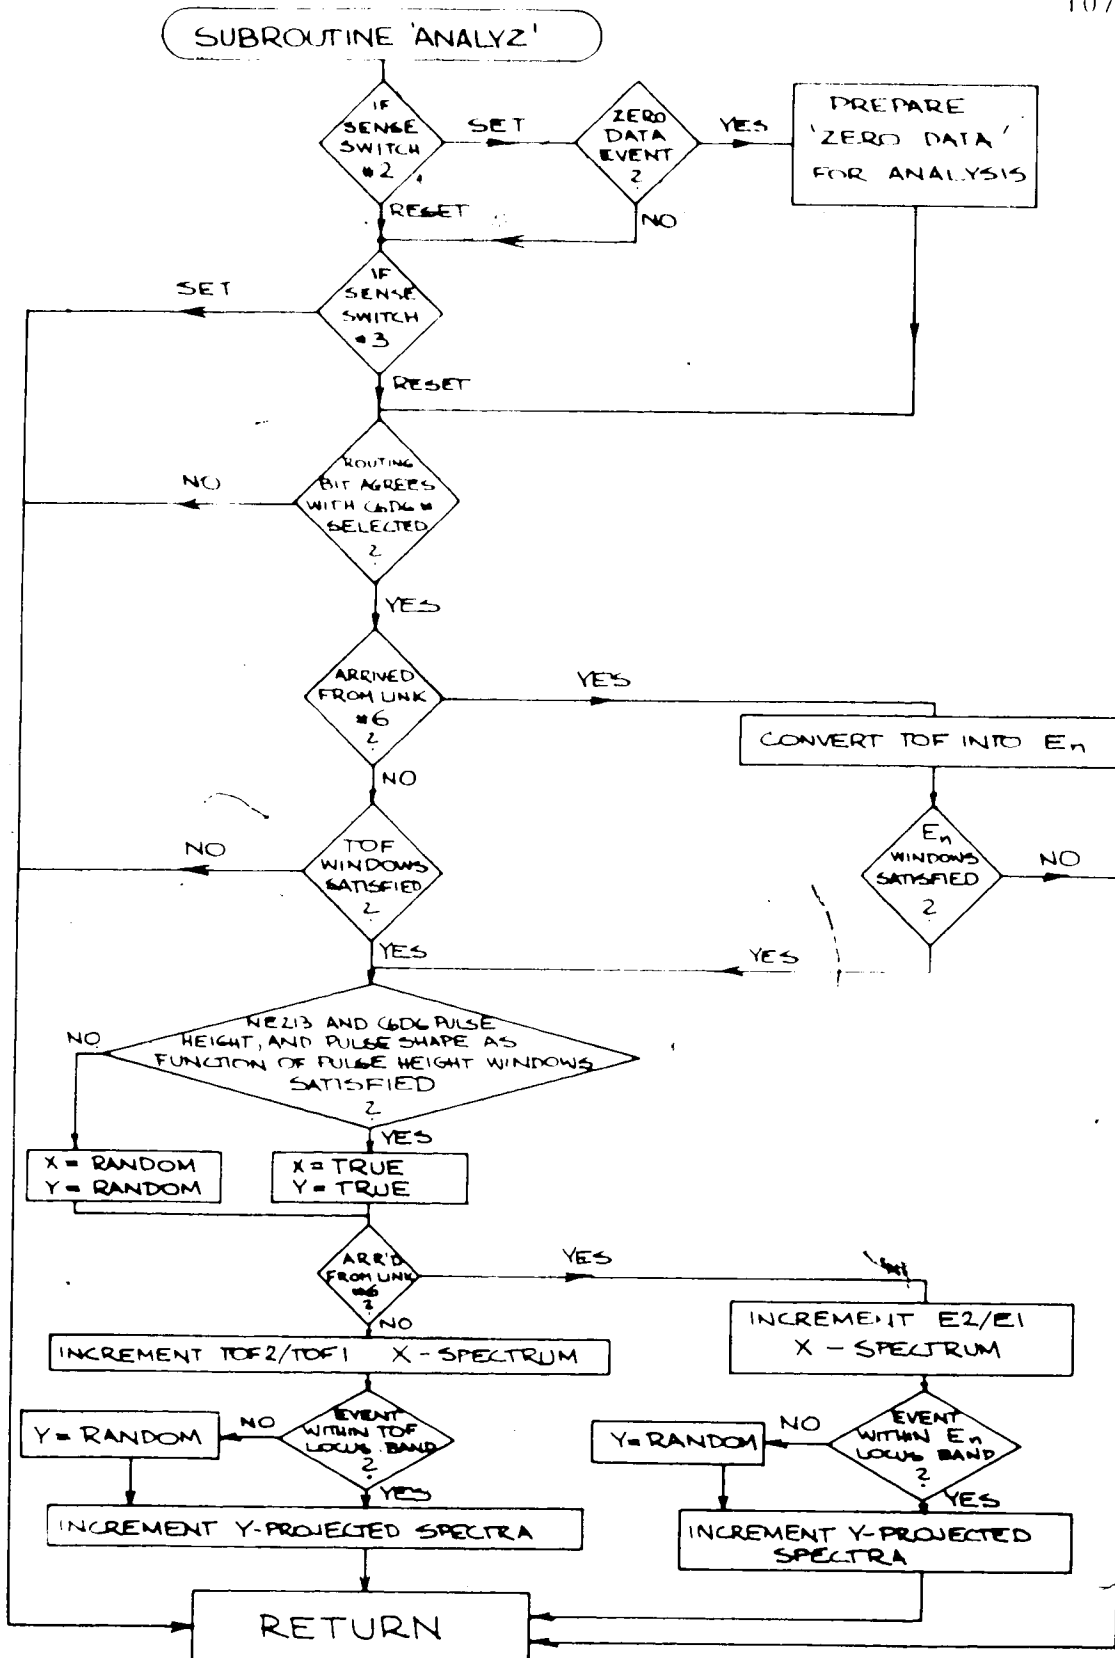 107
SUBROUTINE 'ANALYZ'
IF
SENSE
SWITCH
#2
SET
ZERO
DATA
EVENT
?
YES
PREPARE
'ZERO DATA'
FOR ANALYSIS
RESET
NO
IF
SENSE
SWITCH
#3
SET
RESET
ROUTING
BIT AGREES
WITH C6D6 #
SELECTED
?
NO
YES
ARRIVED
FROM LINK
#6
?
YES
CONVERT TOF INTO En
NO
TOF
WINDOWS
SATISFIED
?
NO
En
WINDOWS
SATISFIED
?
NO
YES
YES
NE213 AND C6D6 PULSE
HEIGHT, AND PULSE SHAPE AS
FUNCTION OF PULSE HEIGHT WINDOWS
SATISFIED
?
NO
YES
X = RANDOM
Y = RANDOM
X = TRUE
Y = TRUE
ARR'D
FROM LINK
#6
?
YES
NO
INCREMENT TOF2/TOF1 X - SPECTRUM
INCREMENT E2/E1
X - SPECTRUM
EVENT
WITHIN TOF
LOCUS BAND
?
NO
Y = RANDOM
YES
EVENT
WITHIN En
LOCUS BAND
?
NO
Y = RANDOM
YES
INCREMENT Y-PROJECTED SPECTRA
INCREMENT Y-PROJECTED
SPECTRA
RETURN